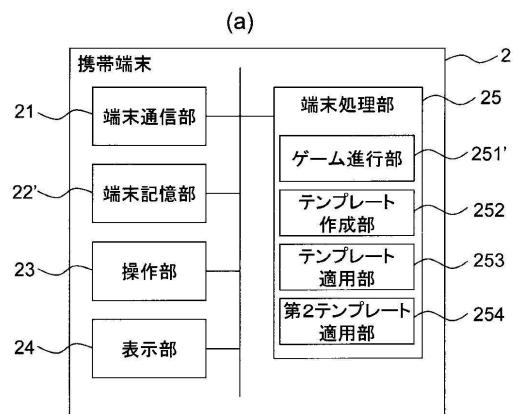 (a)
携帯端末
2
21
端末通信部
22'
端末記憶部
23
操作部
24
表示部
端末処理部
25
ゲーム進行部
251'
テンプレート
作成部
252
テンプレート
適用部
253
第2テンプレート
適用部
254